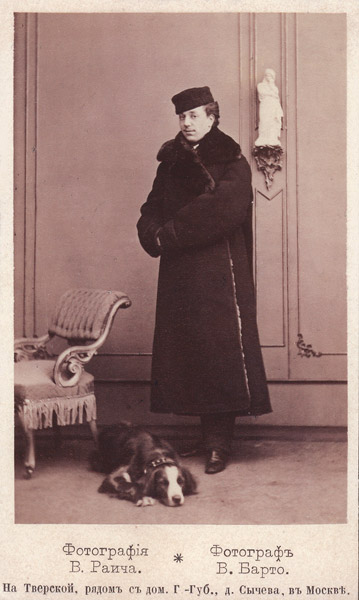 Фотографія * Фотографъ
В. Раича. В. Барто.
На Тверской, рядомъ съ дом. Г-Губ., д. Сычева, въ Москвѣ.